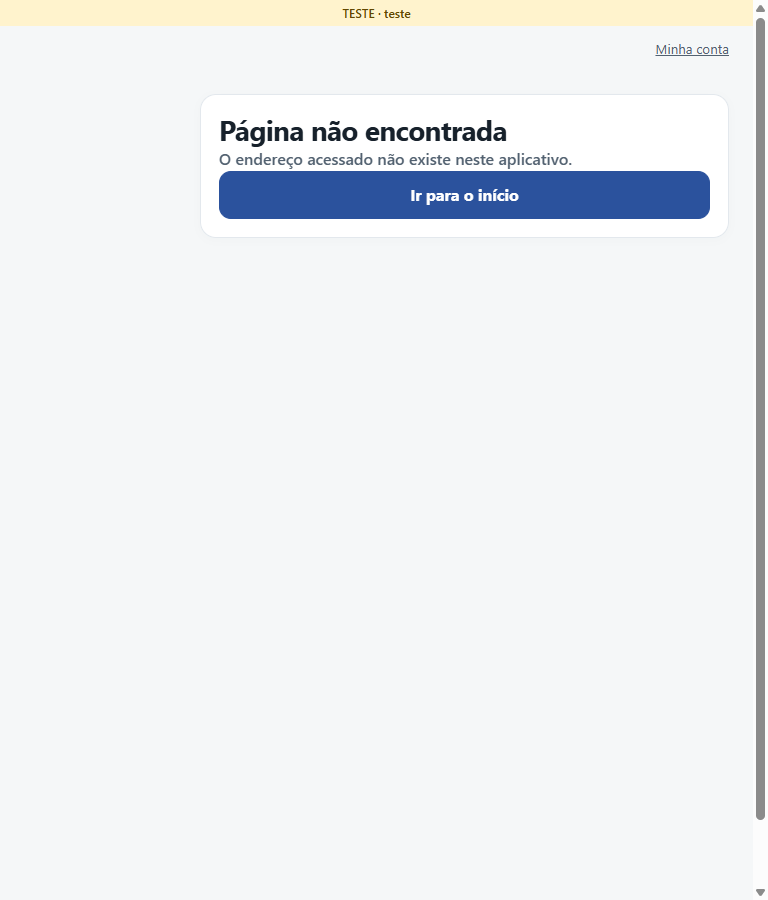 TESTE · teste
Minha conta
Página não encontrada
O endereço acessado não existe neste aplicativo.
Ir para o início